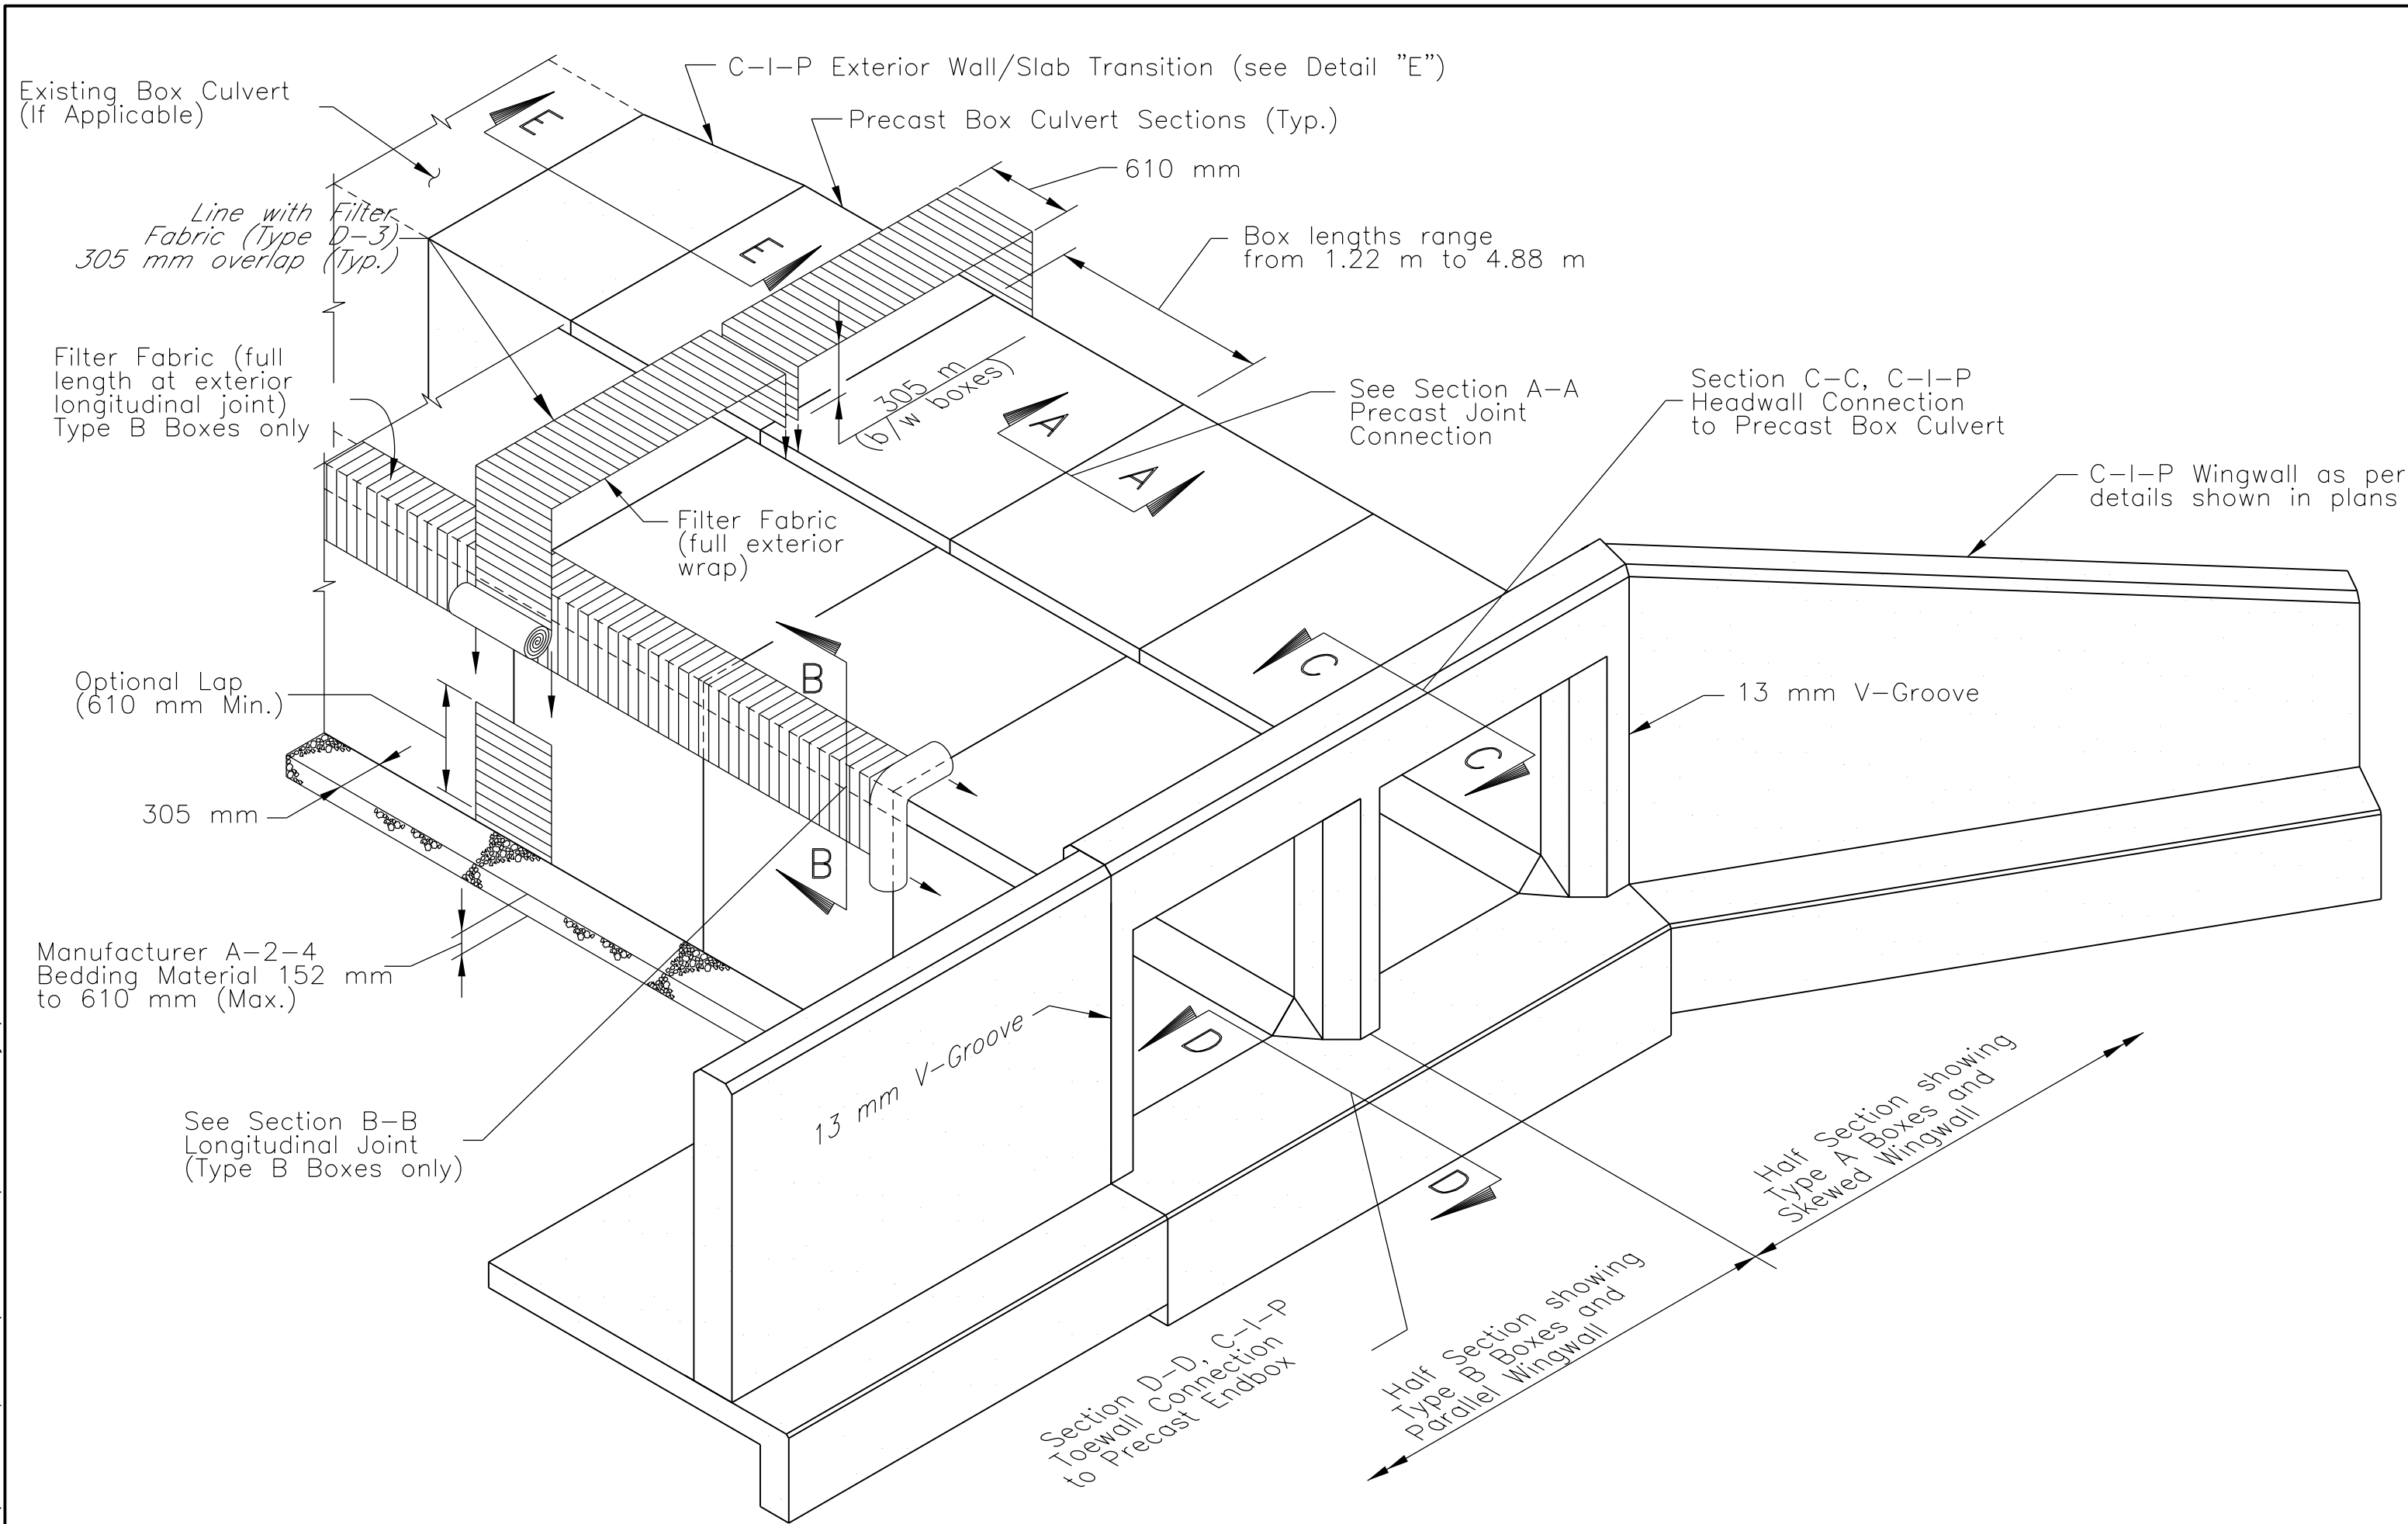 C-I-P Exterior Wall/Slab Transition (see Detail "E")
Existing Box Culvert
(If Applicable)
Precast Box Culvert Sections (Typ.)
E
610 mm
Line with Filter
Fabric (Type D-3)
305 mm overlap (Typ.)
E
Box lengths range
from 1.22 m to 4.88 m
Filter Fabric (full
length at exterior
longitudinal joint)
Type B Boxes only
305 m
(b/w boxes)
See Section A-A
Precast Joint
Connection
Section C-C, C-I-P
Headwall Connection
to Precast Box Culvert
A
A
C-I-P Wingwall as per
details shown in plans
Filter Fabric
(full exterior
wrap)
Optional Lap
(610 mm Min.)
B
C
13 mm V-Groove
C
305 mm
B
Manufacturer A-2-4
Bedding Material 152 mm
to 610 mm (Max.)
13 mm V-Groove
D
See Section B-B
Longitudinal Joint
(Type B Boxes only)
D
Half Section showing
Type A Boxes and
Skewed Wingwall
Half Section showing
Type B Boxes and
Parallel Wingwall
Section D-D, C-I-P
Toewall Connection
to Precast Endbox